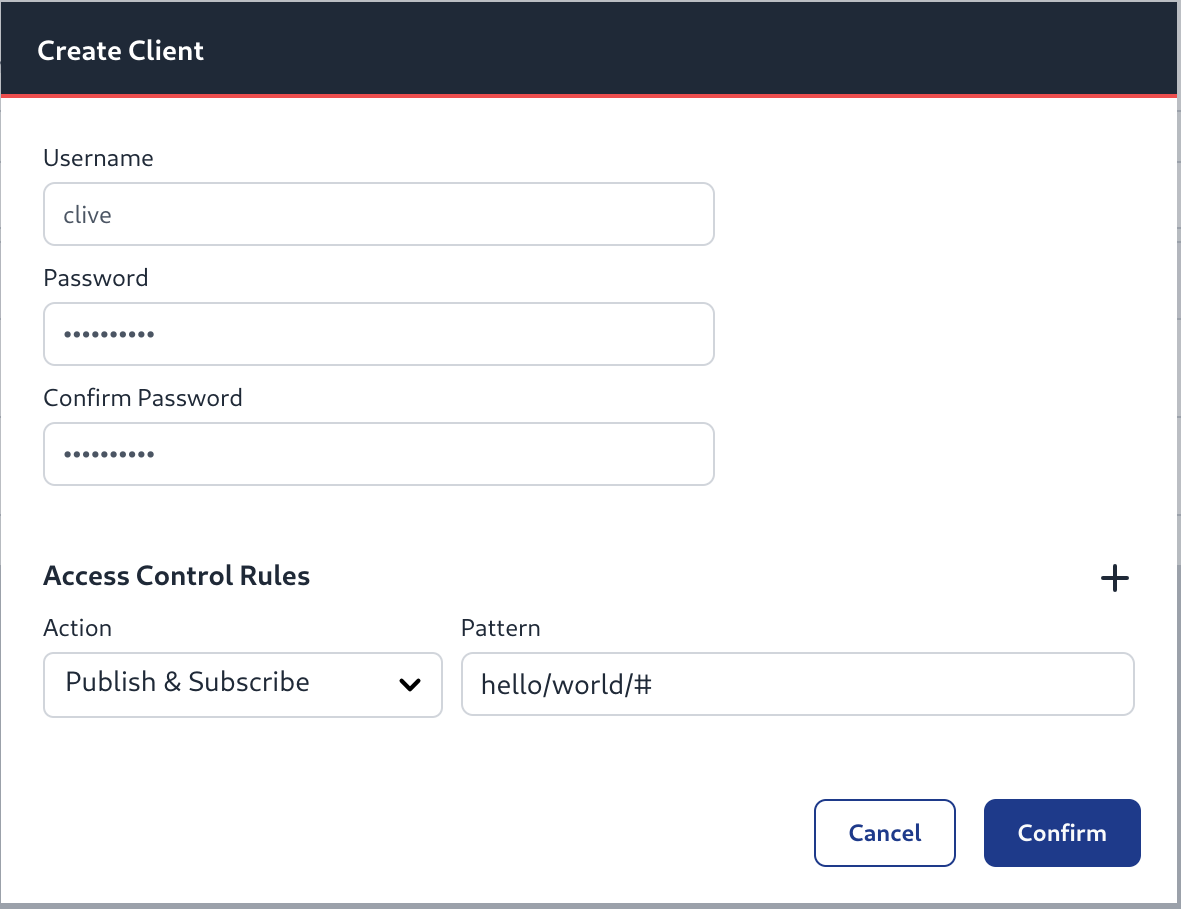 Create Client
Username
clive
Password
••••••••••
Confirm Password
••••••••••
Access Control Rules
Action Pattern
Publish & Subscribe hello/world/#
Cancel Confirm